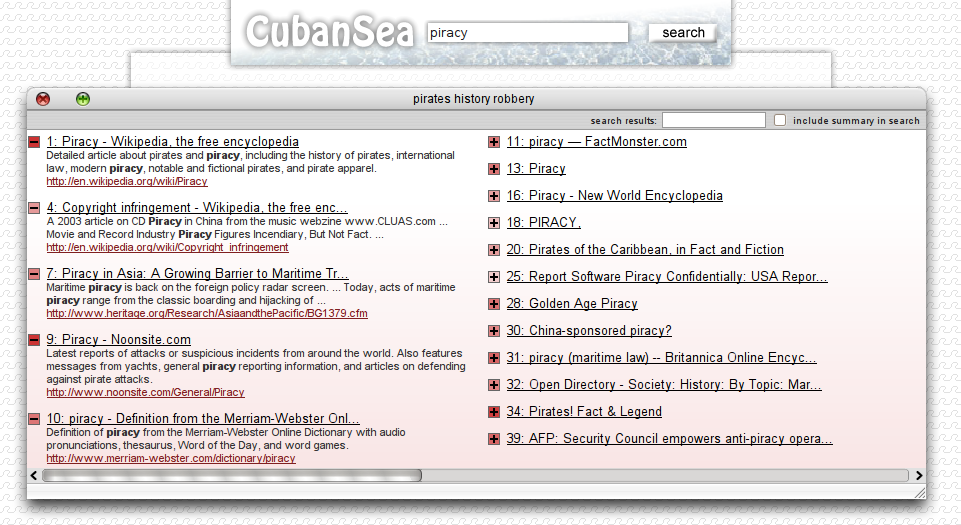 CubanSea
piracy
search
pirates history robbery
search results:
include summary in search
1: Piracy - Wikipedia, the free encyclopedia
Detailed article about pirates and piracy, including the history of pirates, international
law, modern piracy, notable and fictional pirates, and pirate apparel.
http://en.wikipedia.org/wiki/Piracy
4: Copyright infringement - Wikipedia, the free enc...
A 2003 article on CD Piracy in China from the music webzine www.CLUAS.com ...
Movie and Record Industry Piracy Figures Incendiary, But Not Fact. ...
http://en.wikipedia.org/wiki/Copyright_infringement
7: Piracy in Asia: A Growing Barrier to Maritime Tr...
Maritime piracy is back on the foreign policy radar screen. ... Today, acts of maritime
piracy range from the classic boarding and hijacking of ...
http://www.heritage.org/Research/AsiaandthePacific/BG1379.cfm
9: Piracy - Noonsite.com
Latest reports of attacks or suspicious incidents from around the world. Also features
messages from yachts, general piracy reporting information, and articles on defending
against pirate attacks.
http://www.noonsite.com/General/Piracy
10: piracy - Definition from the Merriam-Webster Onl...
Definition of piracy from the Merriam-Webster Online Dictionary with audio
pronunciations, thesaurus, Word of the Day, and word games.
http://www.merriam-webster.com/dictionary/piracy
11: piracy — FactMonster.com
13: Piracy
16: Piracy - New World Encyclopedia
18: PIRACY,
20: Pirates of the Caribbean, in Fact and Fiction
25: Report Software Piracy Confidentially: USA Repor...
28: Golden Age Piracy
30: China-sponsored piracy?
31: piracy (maritime law) -- Britannica Online Encyc...
32: Open Directory - Society: History: By Topic: Mar...
34: Pirates! Fact & Legend
39: AFP: Security Council empowers anti-piracy opera...